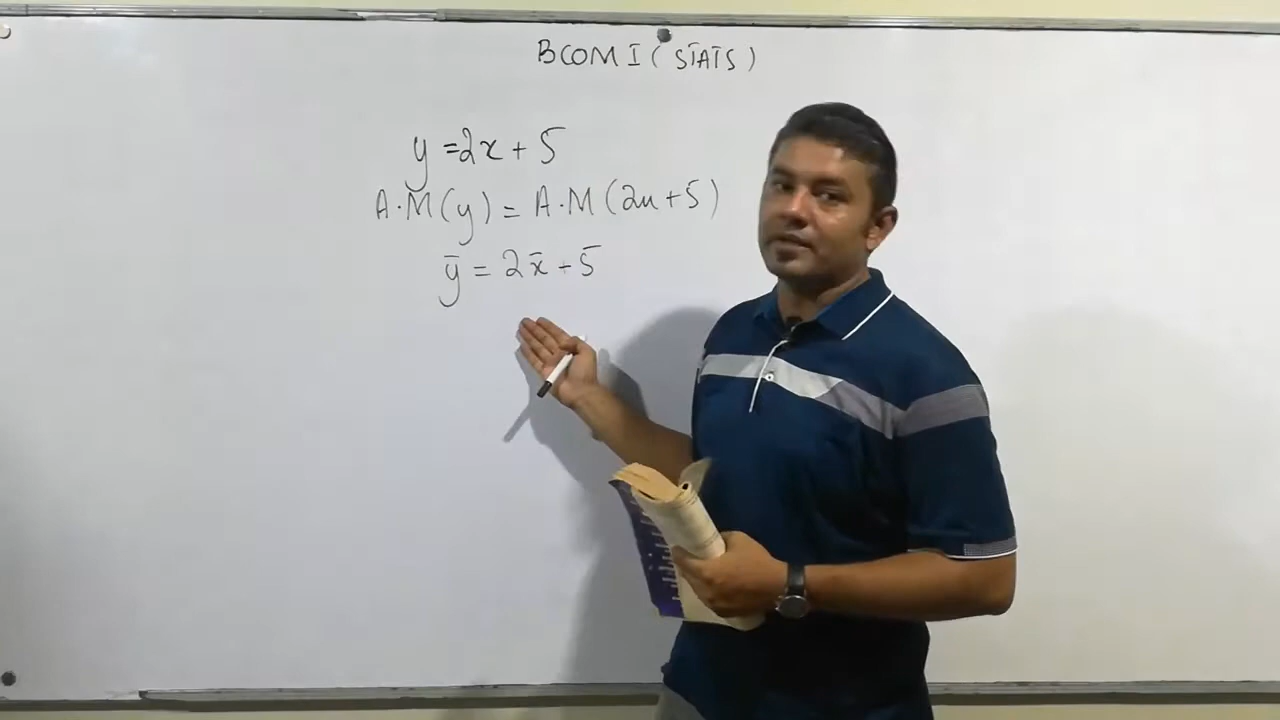 BCOM I ( STATS )
y = 2x + 5
A.M (y) = A.M (2x + 5)
ȳ = 2x̄ + 5